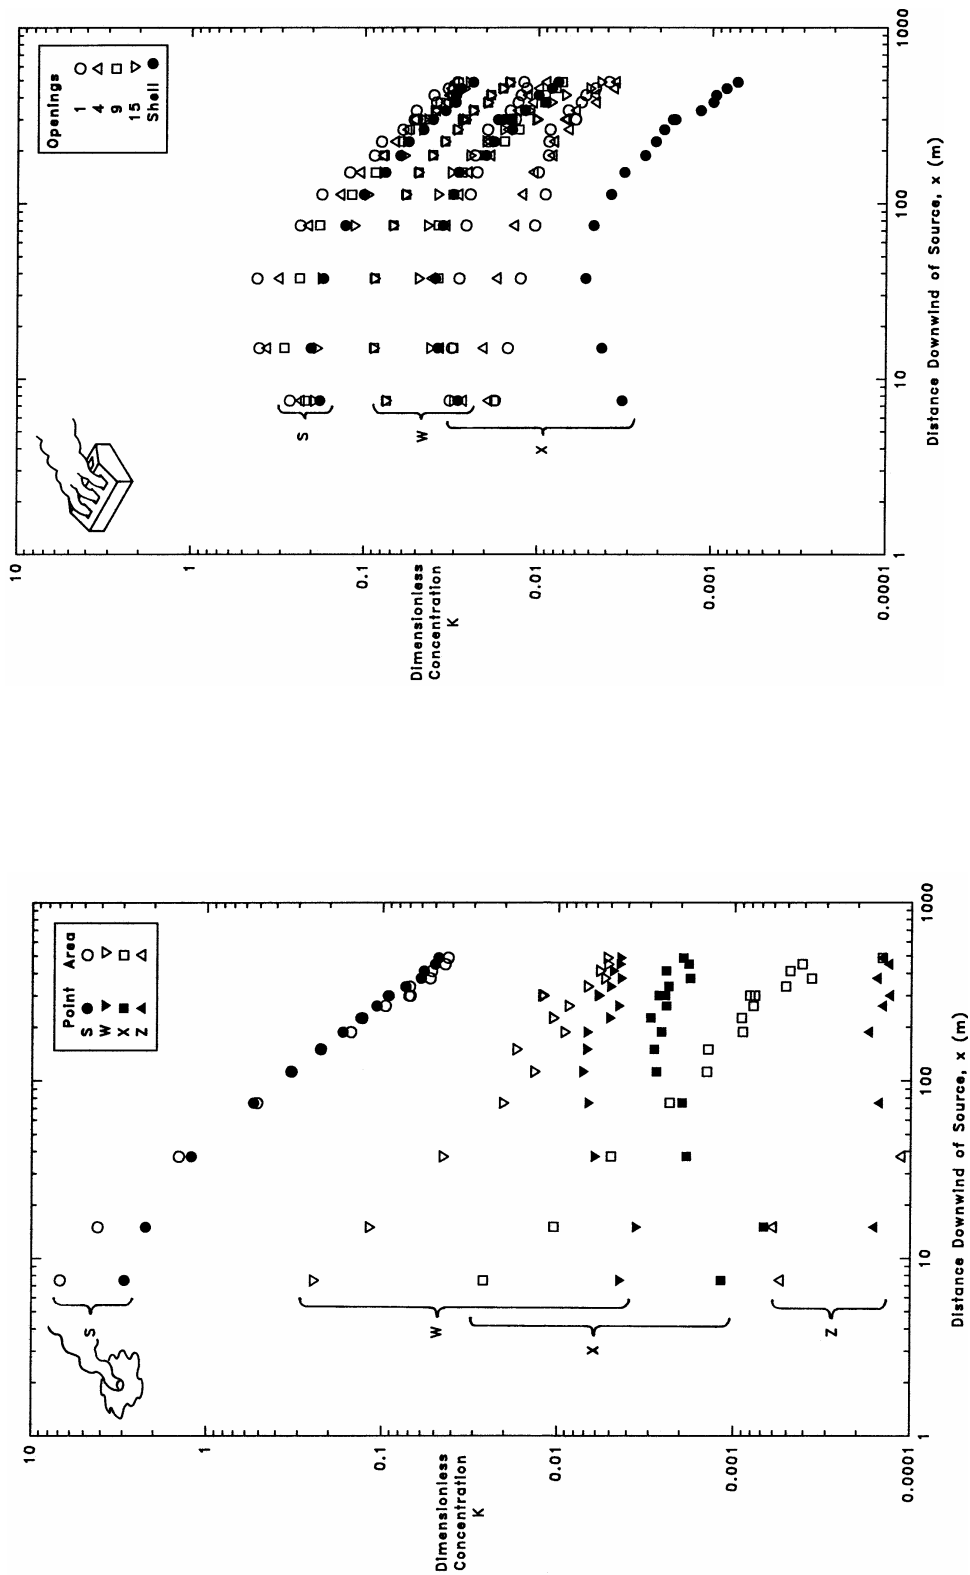 Openings
1
4
9
15
Shell
S
W
X
10
1
0.1
0.01
0.001
0.0001
Dimensionless
Concentration
K
1
10
100
1000
Distance Downwind of Source, x (m)
Point Area
S
W
X
Z
S
W
X
Z
10
1
0.1
0.01
0.001
0.0001
Dimensionless
Concentration
K
1
10
100
1000
Distance Downwind of Source, x (m)